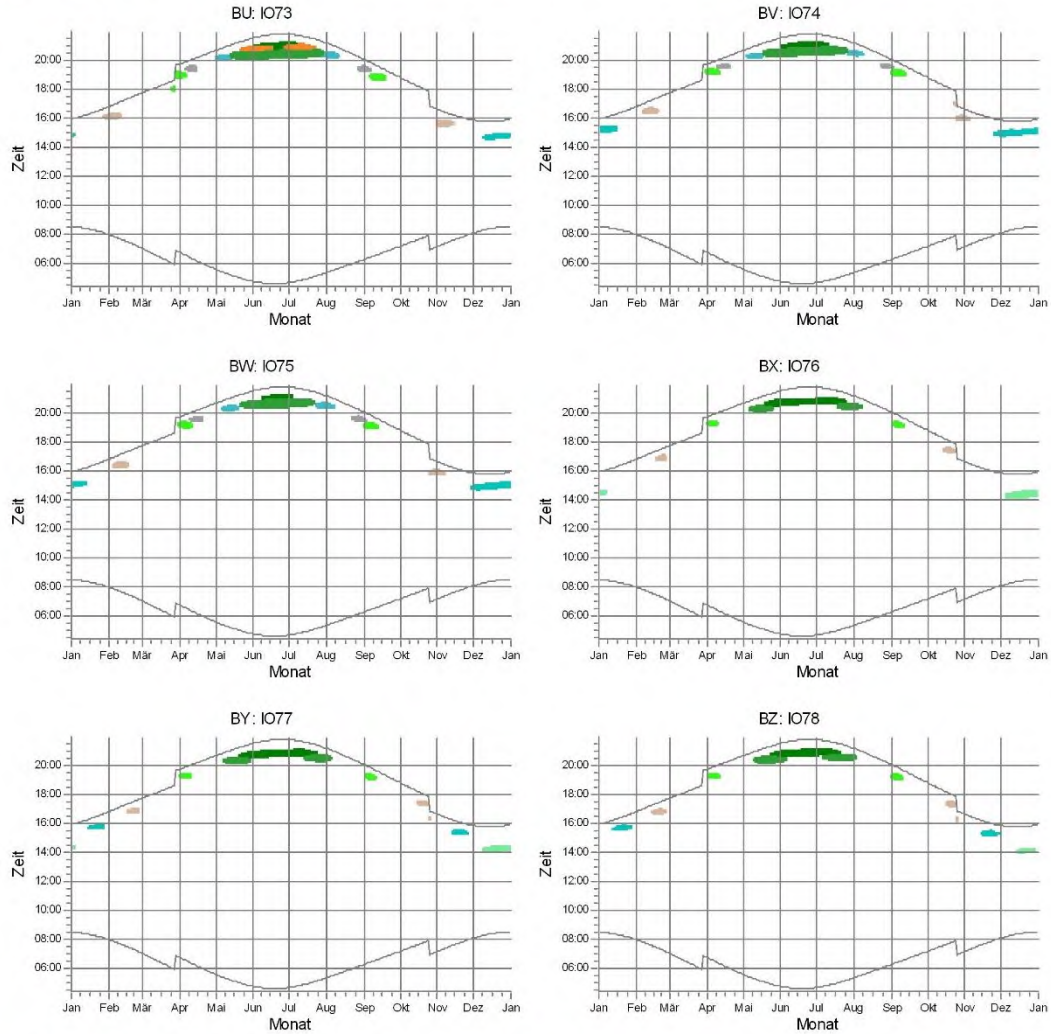 BU: IO73
BV: IO74
Zeit
20:00
18:00
16:00
14:00
12:00
10:00
08:00
06:00
Jan Feb Mär Apr Mai Jun Jul Aug Sep Okt Nov Dez Jan
Monat
Zeit
20:00
18:00
16:00
14:00
12:00
10:00
08:00
06:00
Jan Feb Mär Apr Mai Jun Jul Aug Sep Okt Nov Dez Jan
Monat
BW: IO75
BX: IO76
Zeit
20:00
18:00
16:00
14:00
12:00
10:00
08:00
06:00
Jan Feb Mär Apr Mai Jun Jul Aug Sep Okt Nov Dez Jan
Monat
Zeit
20:00
18:00
16:00
14:00
12:00
10:00
08:00
06:00
Jan Feb Mär Apr Mai Jun Jul Aug Sep Okt Nov Dez Jan
Monat
BY: IO77
BZ: IO78
Zeit
20:00
18:00
16:00
14:00
12:00
10:00
08:00
06:00
Jan Feb Mär Apr Mai Jun Jul Aug Sep Okt Nov Dez Jan
Monat
Zeit
20:00
18:00
16:00
14:00
12:00
10:00
08:00
06:00
Jan Feb Mär Apr Mai Jun Jul Aug Sep Okt Nov Dez Jan
Monat